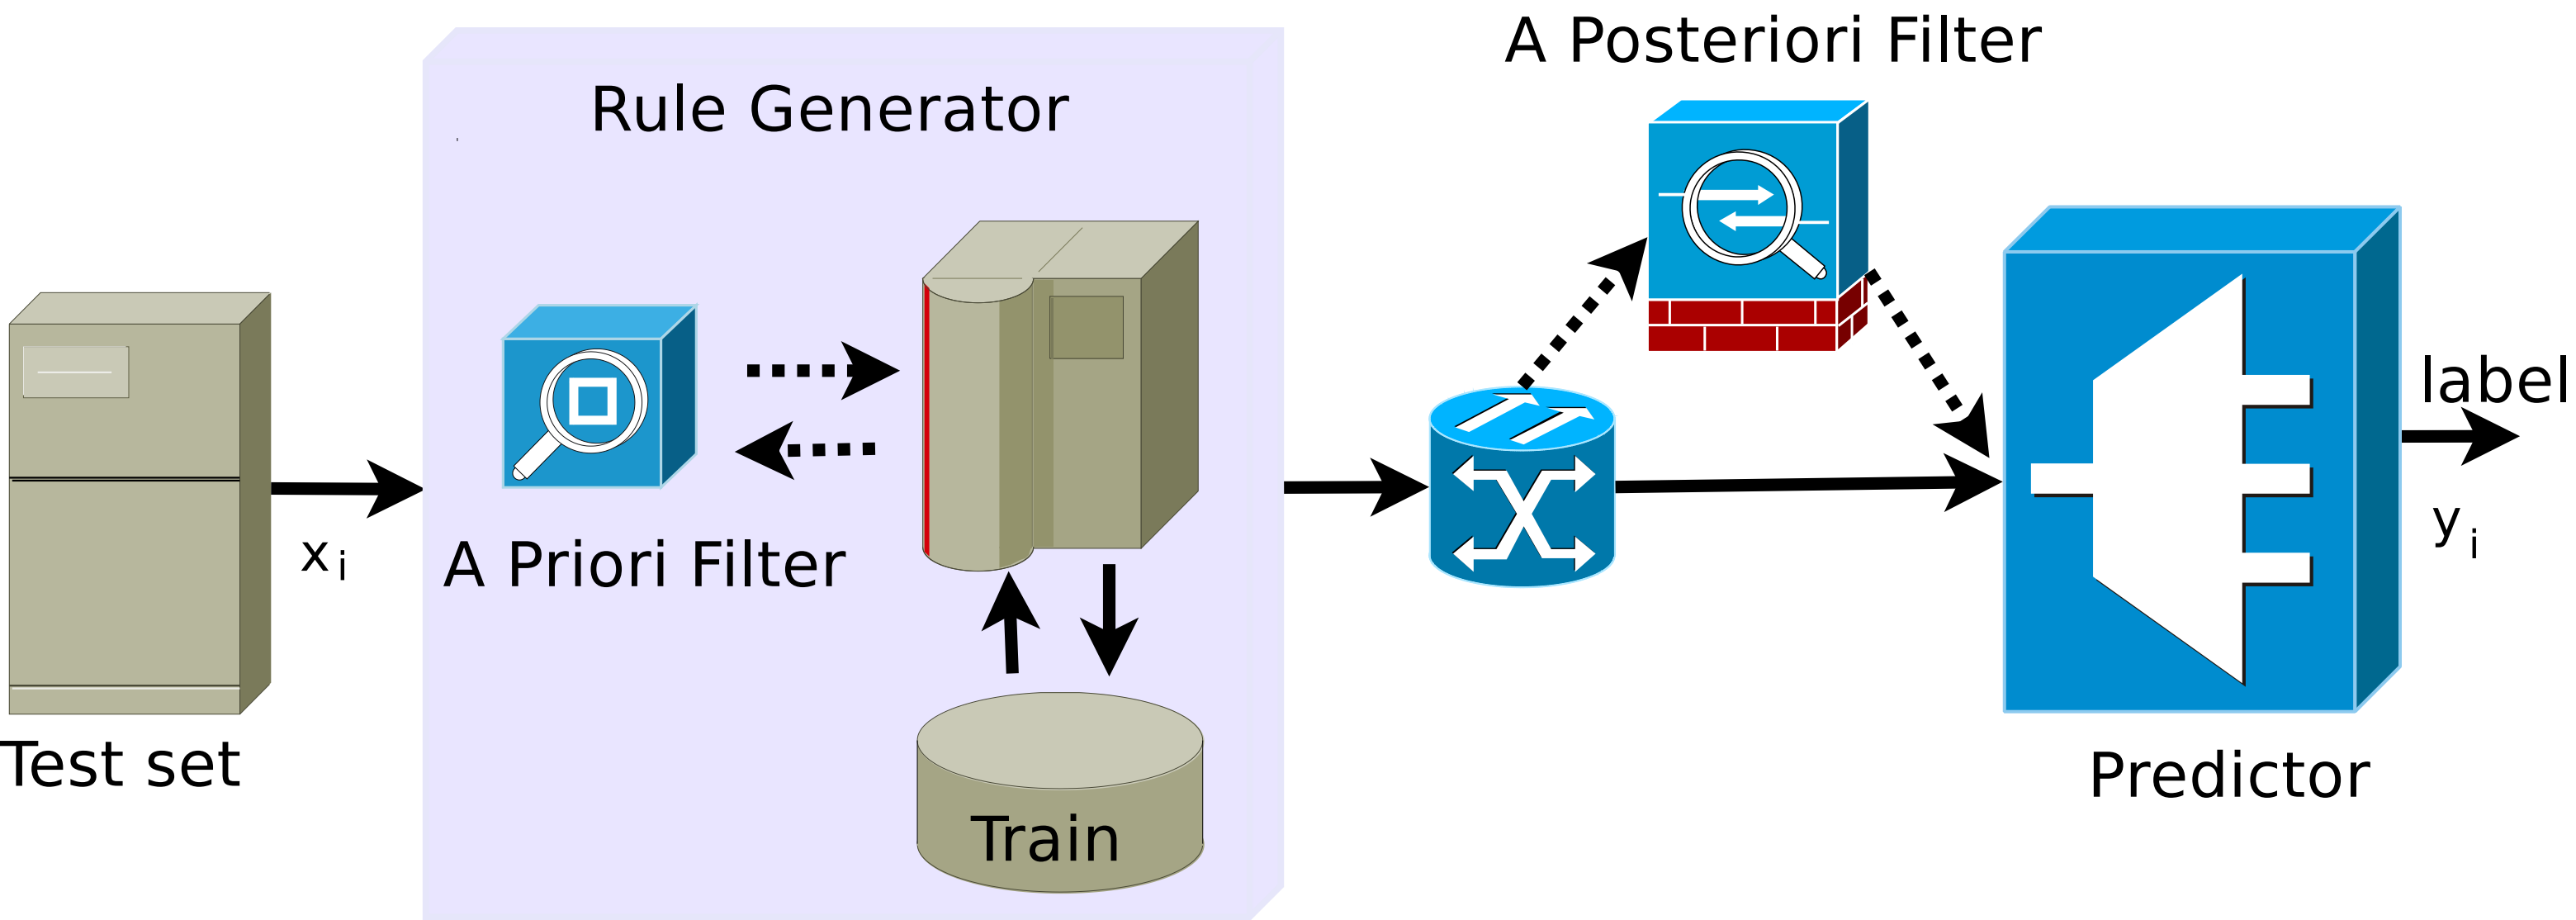 A Posteriori Filter
Rule Generator
label
x i
A Priori Filter
y i
Test set
Train
Predictor